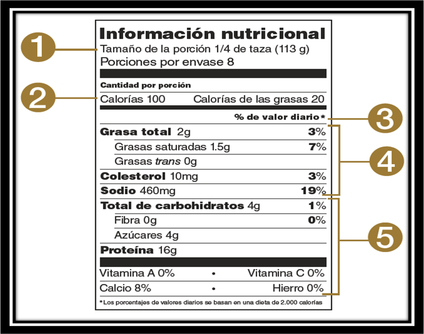 Información nutricional
1 Tamaño de la porción 1/4 de taza (113 g)
Porciones por envase 8
Cantidad por porción
2 Calorías 100 Calorías de las grasas 20
% de valor diario* 3
Grasa total 2g 3%
Grasas saturadas 1.5g 7%
Grasas trans 0g 4
Colesterol 10mg 3%
Sodio 460mg 19%
Total de carbohidratos 4g 1%
Fibra 0g 0%
Azúcares 4g 5
Proteína 16g
Vitamina A 0% • Vitamina C 0%
Calcio 8% • Hierro 0%
*Los porcentajes de valores diarios se basan en una dieta de 2.000 calorías